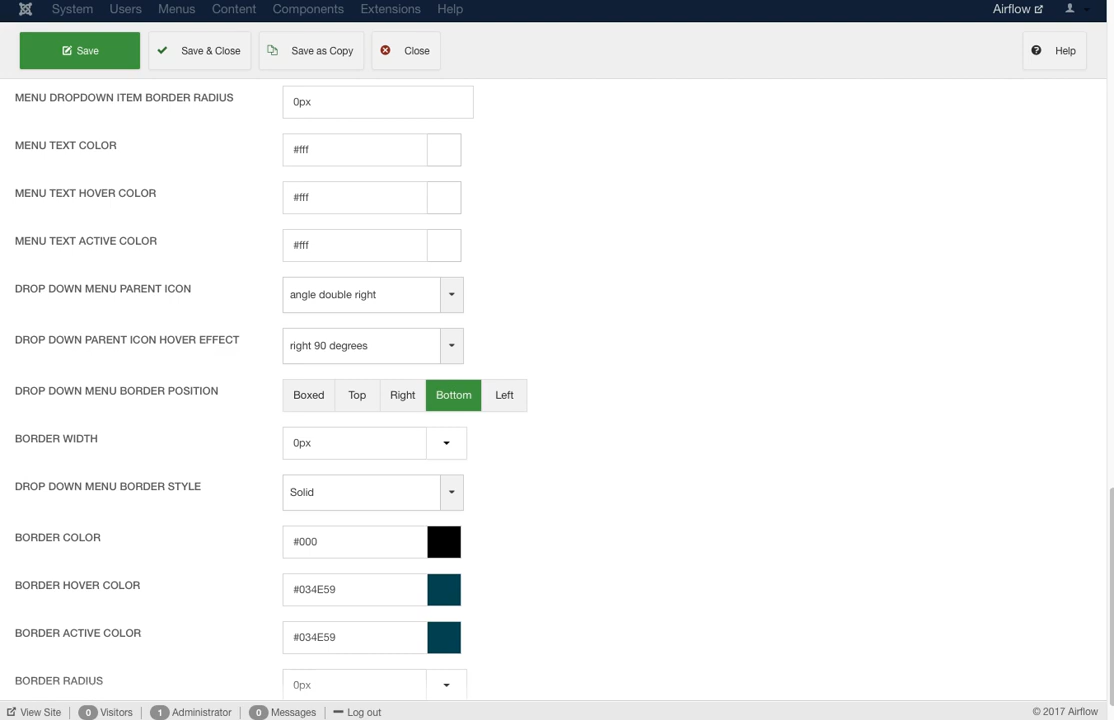 System Users Menus Content Components Extensions Help Airflow
Save Save & Close Save as Copy Close Help
MENU DROPDOWN ITEM BORDER RADIUS 0px
MENU TEXT COLOR #fff
MENU TEXT HOVER COLOR #fff
MENU TEXT ACTIVE COLOR #fff
DROP DOWN MENU PARENT ICON angle double right
DROP DOWN PARENT ICON HOVER EFFECT right 90 degrees
DROP DOWN MENU BORDER POSITION Boxed Top Right Bottom Left
BORDER WIDTH 0px
DROP DOWN MENU BORDER STYLE Solid
BORDER COLOR #000
BORDER HOVER COLOR #034E59
BORDER ACTIVE COLOR #034E59
BORDER RADIUS 0px
View Site 0 Visitors 1 Administrator 0 Messages Log out © 2017 Airflow